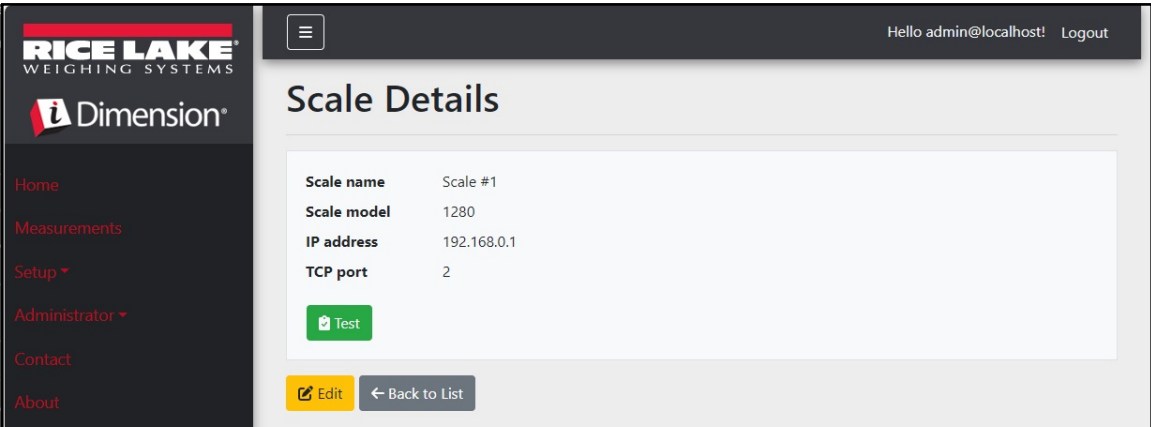 RICE LAKE®
WEIGHING SYSTEMS
i Dimension®
Home
Measurements
Setup
Administrator
Contact
About
Hello admin@localhost! Logout
Scale Details
Scale name Scale #1
Scale model 1280
IP address 192.168.0.1
TCP port 2
Test
Edit
Back to List